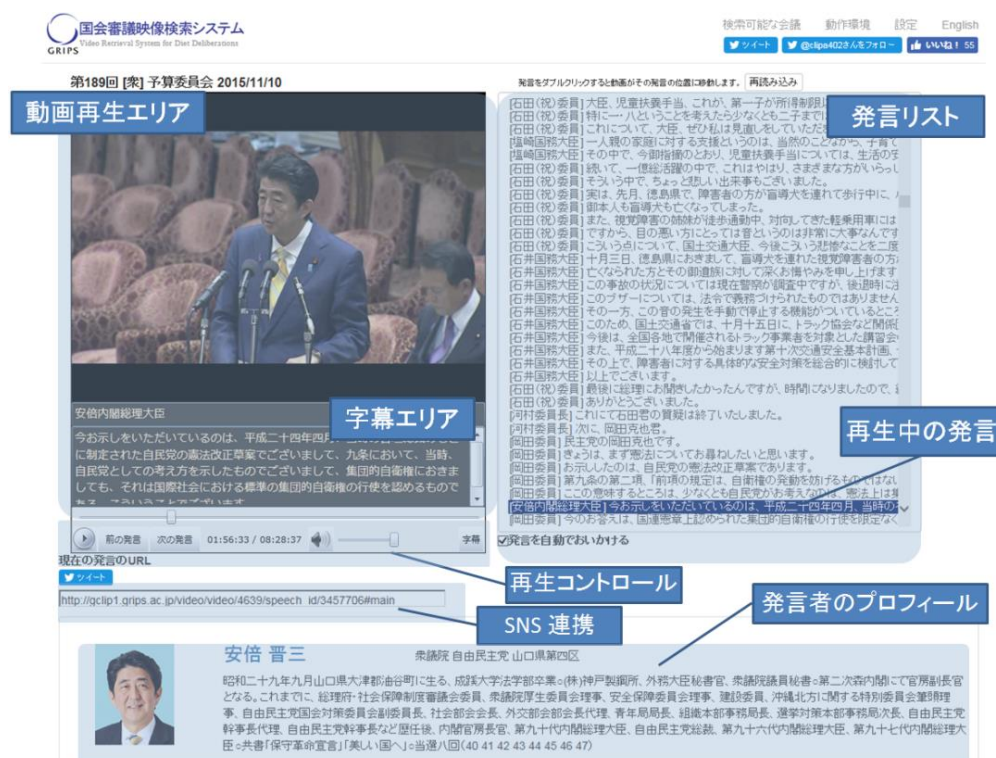 国会審議映像検索システム
GRIPS Video Retrieval System for Diet Deliberations
検索可能な会議 動作環境 設定 English
ツイート @clips402さんをフォロー いいね！ 55
第189回 [衆] 予算委員会 2015/11/10
発言をダブルクリックすると動画がその発言の位置に移動します。 再読み込み
動画再生エリア
発言リスト
[石田(祝)委員] 大臣、児童扶養手当、これが、第一子が所得制限
[石田(祝)委員] 特に一・八ということを考えたら少なくとも二子まで
[石田(祝)委員] これについて、大臣、ぜひ私は見直しをしていただ
[塩崎国務大臣] 一人親の家庭に対する支援というのは、当然のことながら、子育て
[塩崎国務大臣] その中で、今御指摘のとおり、児童扶養手当については、生活の安
[石田(祝)委員] 続いて、一億総活躍の中で、これはやはり、さまざまな方がいらっし
[石田(祝)委員] そういう中で、ちょっと悲しい出来事もございました。
[石田(祝)委員] 実は、先月、徳島県で、障害者の方が盲導犬を連れて歩行中に、
[石田(祝)委員] 御本人も盲導犬も亡くなってしまった。
[石田(祝)委員] また、視覚障害の姉妹が徒歩通勤中、対向してきた軽乗用車には
[石田(祝)委員] ですから、目の悪い方にとっては音というのは非常に大事なんです
[石田(祝)委員] こういう点について、国土交通大臣、今後こういう悲惨なことを二度
[石井国務大臣] 十月三日、徳島県におきまして、盲導犬を連れた視覚障害者の方
[石井国務大臣] 亡くなられた方とその御遺族に対して深くお悔やみを申し上げます
[石井国務大臣] この事故の状況については現在警察が調査中ですが、後退時に注
[石井国務大臣] このブザーについては、法令で義務づけられたものではありません
[石井国務大臣] その一方、この音の発生を手動で停止する機能がついているところ
[石井国務大臣] このため、国土交通省では、十月十五日に、トラック協会など関係
[石井国務大臣] 今後は、全国各地で開催されるトラック事業者を対象とした講習会
[石井国務大臣] また、平成二十八年度から始まります第十次交通安全基本計画、
[石井国務大臣] その上で、障害者に対する具体的な安全対策を総合的に検討して
[石井国務大臣] 以上でございます。
[石田(祝)委員] 最後に総理にお聞きしたかったんですが、時間になりましたので、
[石田(祝)委員] ありがとうございました。
[河村委員長] これにて石田君の質疑は終了いたしました。
[河村委員長] 次に、岡田克也君。
[岡田委員] 民主党の岡田克也です。
[岡田委員] きょうは、まず憲法についてお尋ねしたいと思います。
[岡田委員] お示ししたのは、自民党の憲法改正草案であります。
[岡田委員] 第九条の第二項、「前項の規定は、自衛権の発動を妨げるものではない
[岡田委員] ここの意味するところは、少なくとも自民党がお考えなのは、憲法上は集
[安倍内閣総理大臣] 今お示しをいただいているのは、平成二十四年四月、当時の
[岡田委員] 今のお答えは、国連憲章上認められた集団的自衛権の行使を限定なく
再生中の発言
発言を自動でおいかける
字幕エリア
安倍内閣総理大臣
今お示しをいただいているのは、平成二十四年四月、
に制定された自民党の憲法改正草案でございまして、九条において、当時、
自民党としての考え方を示したものでございまして、集団的自衛権におきま
しても、それは国際社会における標準の集団的自衛権の行使を認めるもので
ある、こういうことでございます
前の発言 次の発言 01:56:33 / 08:28:37 字幕
再生コントロール
現在の発言のURL
ツイート
http://gclip1.grips.ac.jp/video/video/4639/speech_id/3457706#main
SNS 連携
発言者のプロフィール
安倍 晋三 衆議院 自由民主党 山口県第四区
昭和二十九年九月山口県大津郡油谷町に生る、成蹊大学法学部卒業○(株)神戸製鋼所、外務大臣秘書官、衆議院議員秘書○第二次森内閣にて官房副長官
となる。これまでに、総理府・社会保障制度審議会委員、衆議院厚生委員会理事、安全保障委員会理事、建設委員、沖縄北方に関する特別委員会筆頭理
事、自由民主党国会対策委員会副委員長、社会部会会長、外交部会会長代理、青年局局長、組織本部事務局長、選挙対策本部事務局次長、自由民主党
幹事長代理、自由民主党幹事長など歴任後、内閣官房長官、第九十代内閣総理大臣、自由民主党総裁、第九十六代内閣総理大臣、第九十七代内閣総理大
臣○共書「保守革命宣言」「美しい国へ」○当選八回(40 41 42 43 44 45 46 47)